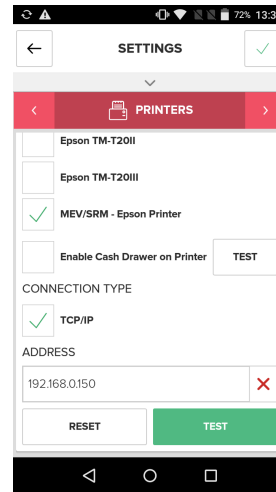 72% 13:3
SETTINGS
PRINTERS
Epson TM-T20II
Epson TM-T20III
MEV/SRM - Epson Printer
Enable Cash Drawer on Printer TEST
CONNECTION TYPE
TCP/IP
ADDRESS
192.168.0.150
RESET TEST